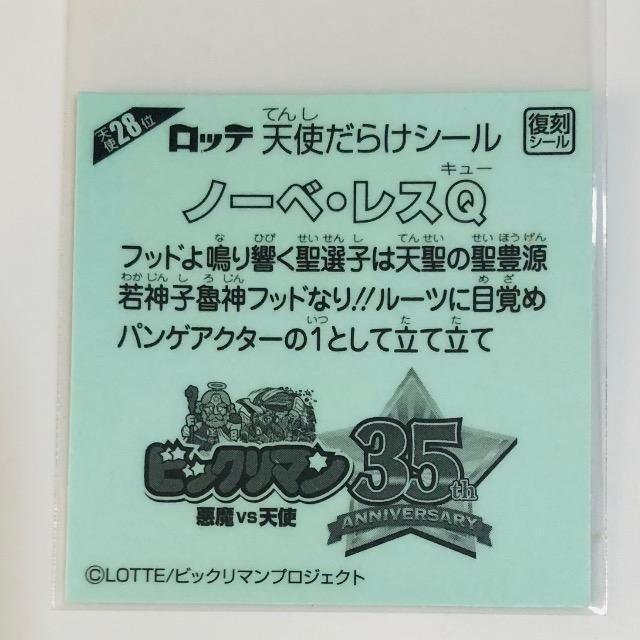 天使28位
ロッテ 天使だらけシール
てんし
復刻
シール
ノーベ・レスQ
キュー
フッドよ鳴り響く聖選子は天聖の聖豊源
な ひび せいせんし てんせい せいほうげん
若神子魯神フッドなり!!ルーツに目覚め
わかじんしろじん めざ
パンゲアクターの1として立て立て
いつ た た
ビックリマン
悪魔VS天使
35th
ANNIVERSARY
©LOTTE/ビックリマンプロジェクト